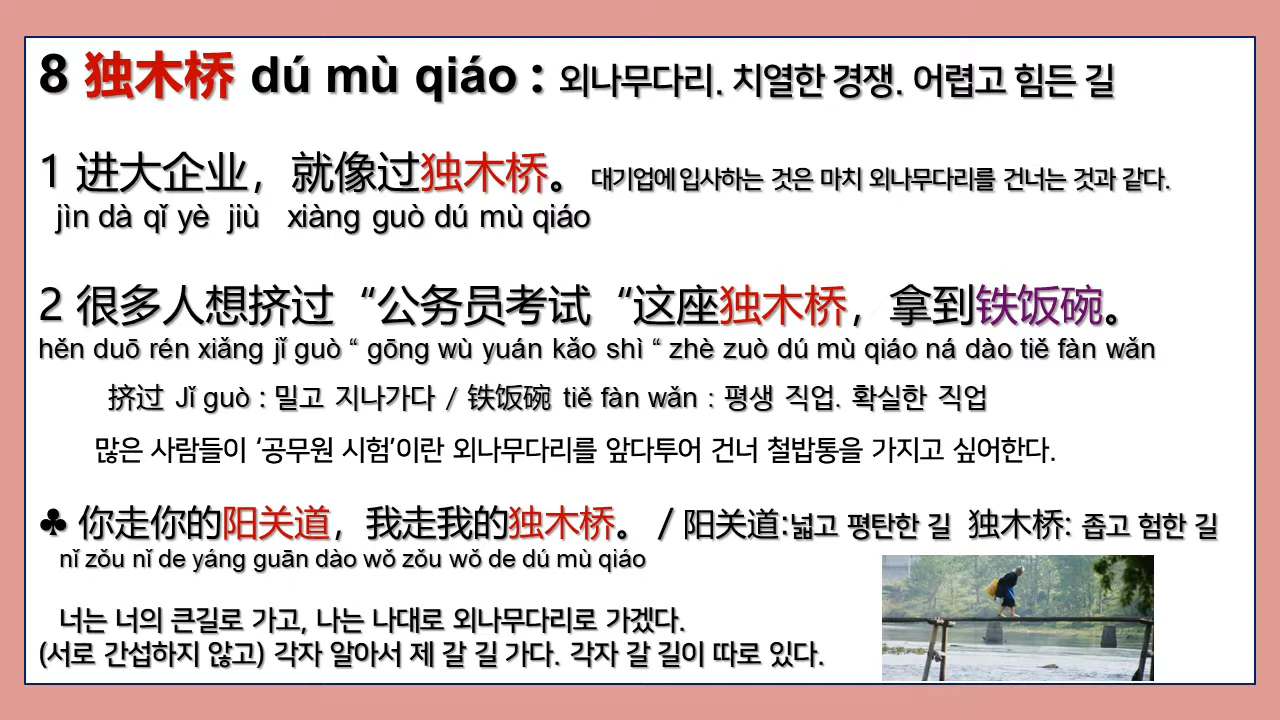 8 独木桥 dú mù qiáo : 외나무다리. 치열한 경쟁. 어렵고 힘든 길
1 进大企业，就像过独木桥。 대기업에 입사하는 것은 마치 외나무다리를 건너는 것과 같다.
jìn dà qǐ yè jiù xiàng guò dú mù qiáo
2 很多人想挤过“公务员考试“这座独木桥，拿到铁饭碗。
hěn duō rén xiǎng jǐ guò “ gōng wù yuán kǎo shì “ zhè zuò dú mù qiáo ná dào tiě fàn wǎn
挤过 Jǐ guò : 밀고 지나가다 / 铁饭碗 tiě fàn wǎn : 평생 직업. 확실한 직업
많은 사람들이 ‘공무원 시험’이란 외나무다리를 앞다투어 건너 철밥통을 가지고 싶어한다.
♣ 你走你的阳关道，我走我的独木桥。 / 阳关道:넓고 평탄한 길 独木桥: 좁고 험한 길
nǐ zǒu nǐ de yáng guān dào wǒ zǒu wǒ de dú mù qiáo
너는 너의 큰길로 가고, 나는 나대로 외나무다리로 가겠다.
(서로 간섭하지 않고) 각자 알아서 제 갈 길 가다. 각자 갈 길이 따로 있다.